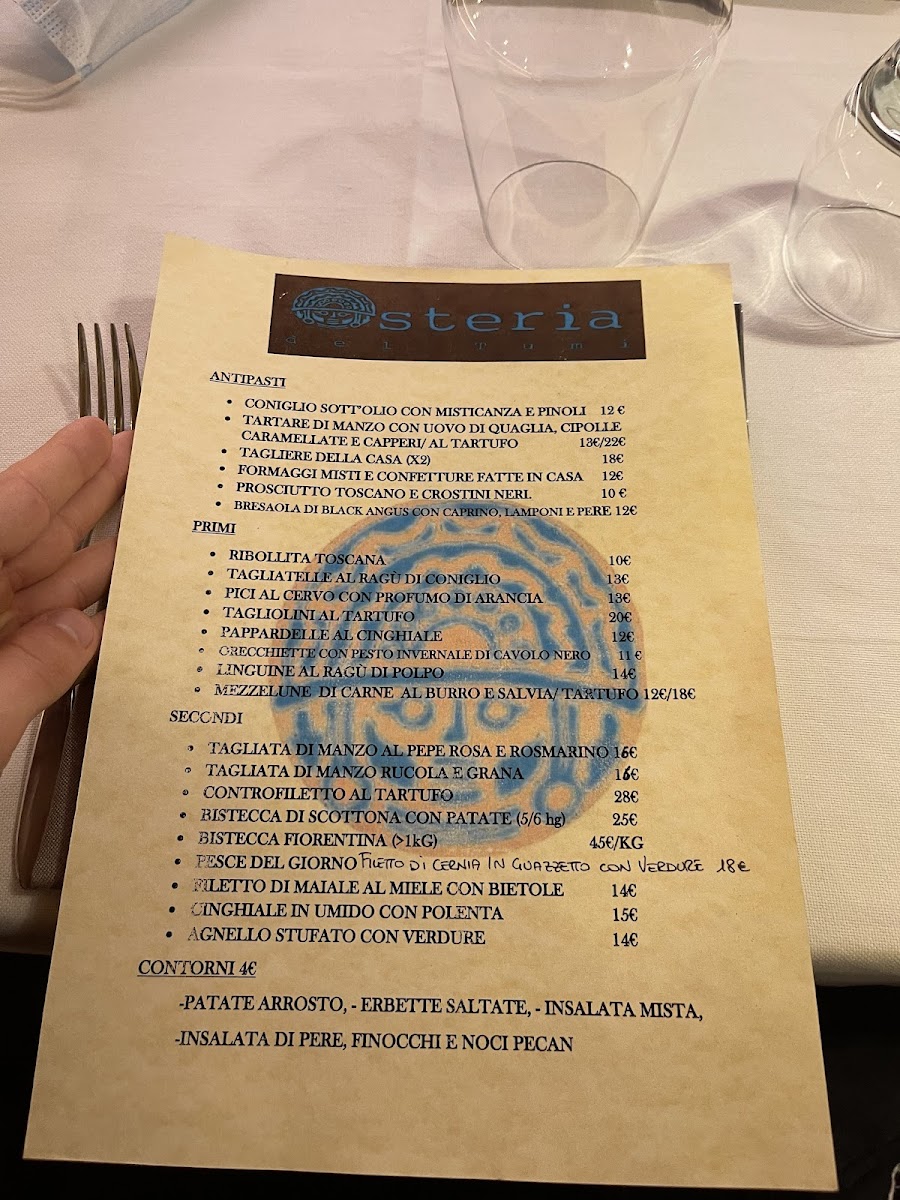 Osteria
del Tumi
ANTIPASTI
• CONIGLIO SOTT'OLIO CON MISTICANZA E PINOLI 12 €
• TARTARE DI MANZO CON UOVO DI QUAGLIA, CIPOLLE
CARAMELLATE E CAPPERI/ AL TARTUFO 13€/22€
• TAGLIERE DELLA CASA (X2) 18€
• FORMAGGI MISTI E CONFETTURE FATTE IN CASA 12€
• PROSCIUTTO TOSCANO E CROSTINI NERI. 10 €
• BRESAOLA DI BLACK ANGUS CON CAPRINO, LAMPONI E PERE 12€
PRIMI
• RIBOLLITA TOSCANA 10€
• TAGLIATELLE AL RAGÙ DI CONIGLIO 13€
• PICI AL CERVO CON PROFUMO DI ARANCIA 13€
• TAGLIOLINI AL TARTUFO 20€
• PAPPARDELLE AL CINGHIALE 12€
• ORECCHIETTE CON PESTO INVERNALE DI CAVOLO NERO 11 €
• LINGUINE AL RAGÙ DI POLPO 14€
• MEZZELUNE DI CARNE AL BURRO E SALVIA/ TARTUFO 12€/18€
SECONDI
• TAGLIATA DI MANZO AL PEPE ROSA E ROSMARINO
• TAGLIATA DI MANZO RUCOLA E GRANA
• CONTROFILETTO AL TARTUFO 28€
• BISTECCA DI SCOTTONA CON PATATE (5/6 hg) 25€
• BISTECCA FIORENTINA (>1kG) 45€/KG
• PESCE DEL GIORNO FILETTO DI CERNIA IN GUAZZETTO CON VERDURE 18€
• FILETTO DI MAIALE AL MIELE CON BIETOLE 14€
• CINGHIALE IN UMIDO CON POLENTA 15€
• AGNELLO STUFATO CON VERDURE 14€
CONTORNI 4€
-PATATE ARROSTO, - ERBETTE SALTATE, - INSALATA MISTA,
-INSALATA DI PERE, FINOCCHI E NOCI PECAN